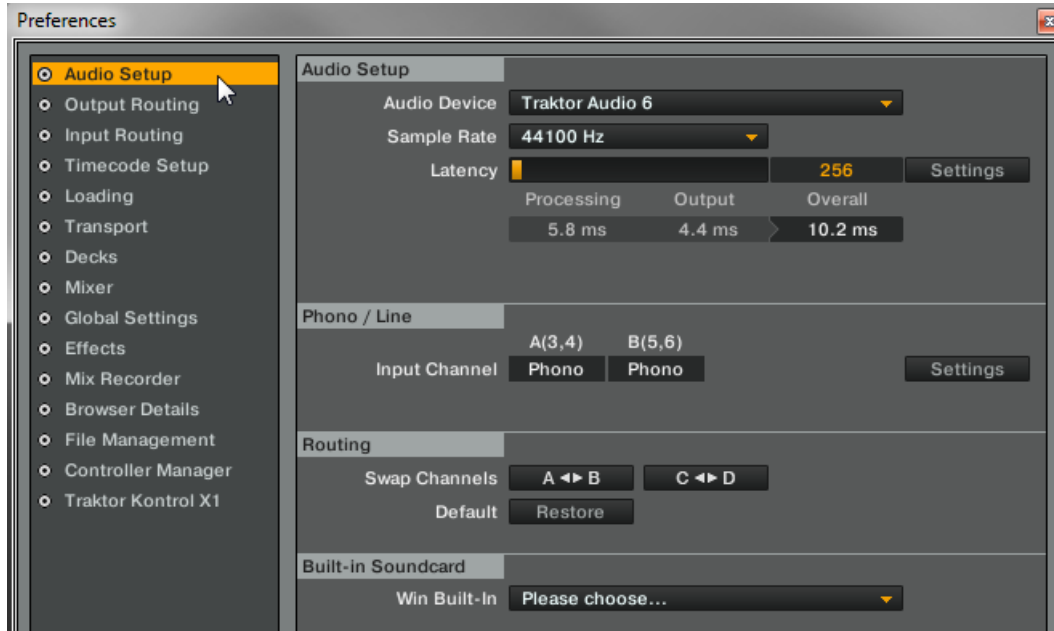 Preferences
Audio Setup
Output Routing
Input Routing
Timecode Setup
Loading
Transport
Decks
Mixer
Global Settings
Effects
Mix Recorder
Browser Details
File Management
Controller Manager
Traktor Kontrol X1
Audio Setup
Audio Device Traktor Audio 6
Sample Rate 44100 Hz
Latency 256 Settings
Processing Output Overall
5.8 ms 4.4 ms 10.2 ms
Phono / Line
A(3,4) B(5,6)
Input Channel Phono Phono Settings
Routing
Swap Channels A ◂▸ B C ◂▸ D
Default Restore
Built-in Soundcard
Win Built-In Please choose...